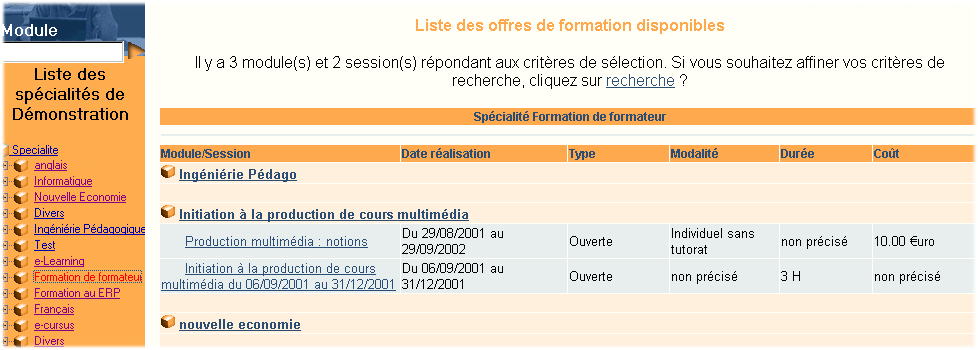 Module
Liste des
spécialités de
Démonstration
Specialite
anglais
Informatique
Nouvelle Economie
Divers
Ingéniérie Pédagogique
Test
e-Learning
Formation de formateur
Formation au ERP
Français
e-cursus
Divers
Liste des offres de formation disponibles
Il y a 3 module(s) et 2 session(s) répondant aux critères de sélection. Si vous souhaitez affiner vos critères de
recherche, cliquez sur recherche ?
Spécialité Formation de formateur
Module/Session Date réalisation Type Modalité Durée Coût
Ingéniérie Pédago
Initiation à la production de cours multimédia
Production multimédia : notions Du 29/08/2001 au 29/09/2002 Ouverte Individuel sans tutorat non précisé 10.00 €uro
Initiation à la production de cours multimédia du 06/09/2001 au 31/12/2001 Du 06/09/2001 au 31/12/2001 Ouverte non précisé 3 H non précisé
nouvelle economie